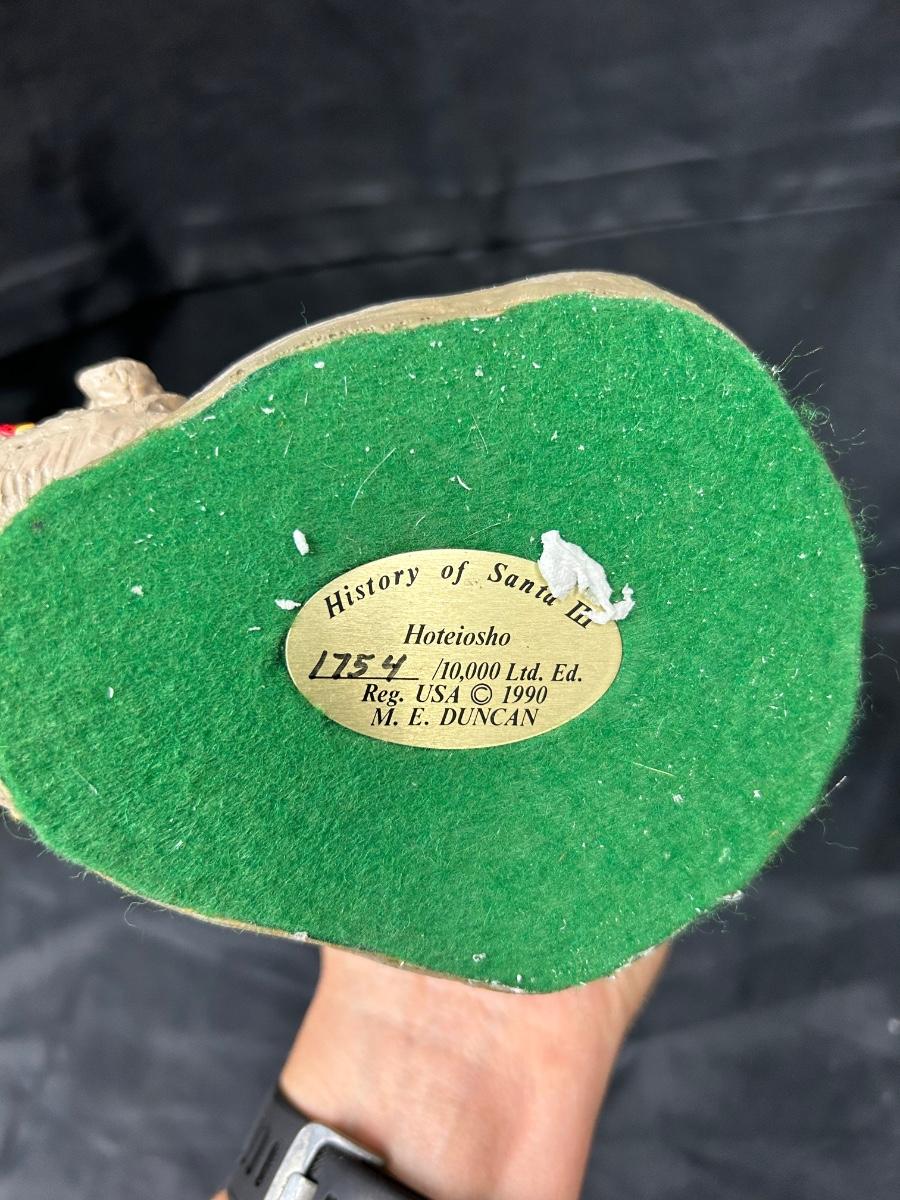 History of Santa III
Hoteiosho
1754 /10,000 Ltd. Ed.
Reg. USA © 1990
M. E. DUNCAN